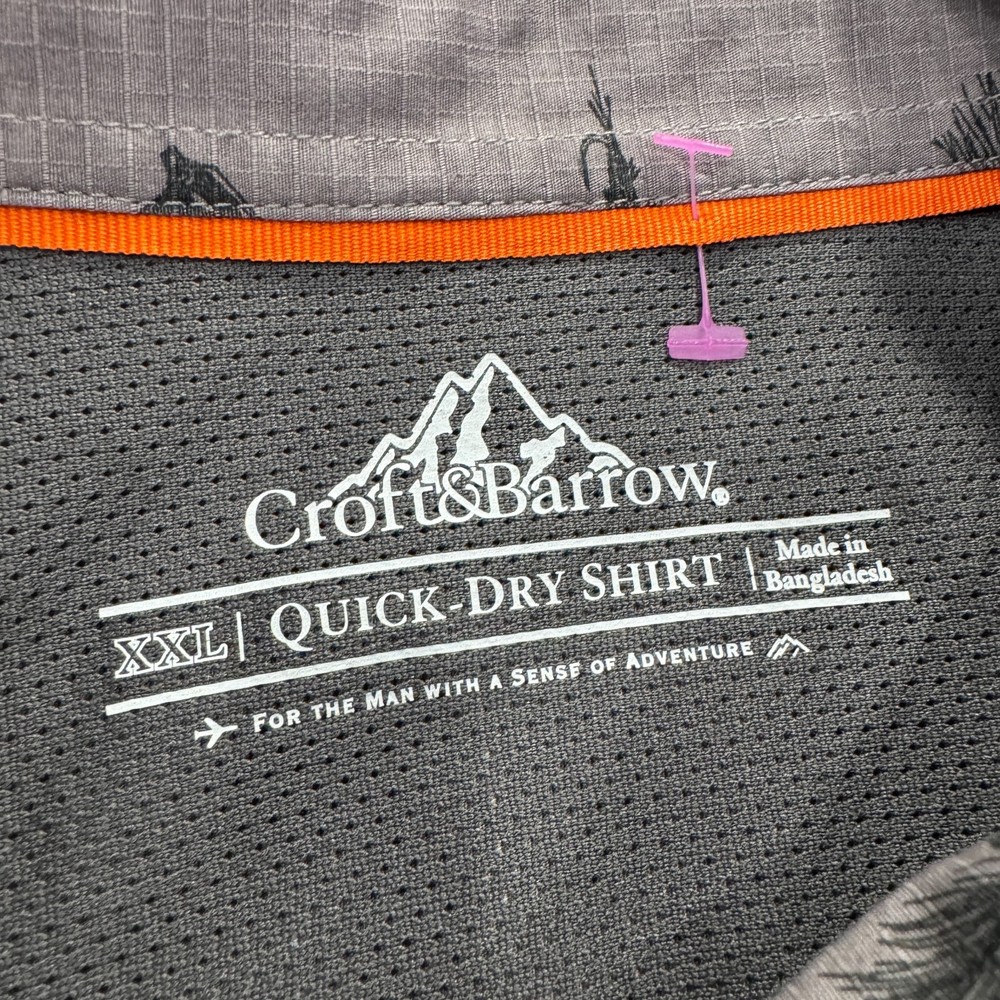 Croft&Barrow®
XXL | QUICK-DRY SHIRT | Made in
Bangladesh
FOR THE MAN WITH A SENSE OF ADVENTURE